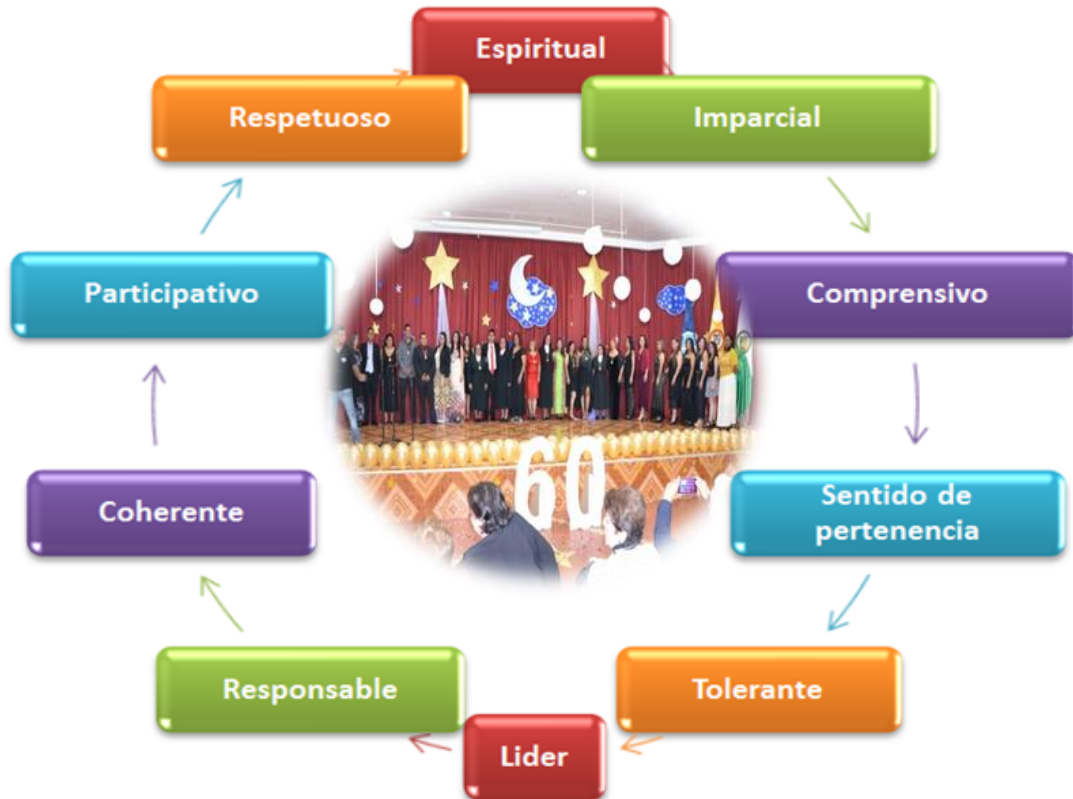 Espiritual
Imparcial
Comprensivo
Sentido de
pertenencia
Tolerante
Lider
Responsable
Coherente
Participativo
Respetuoso
60